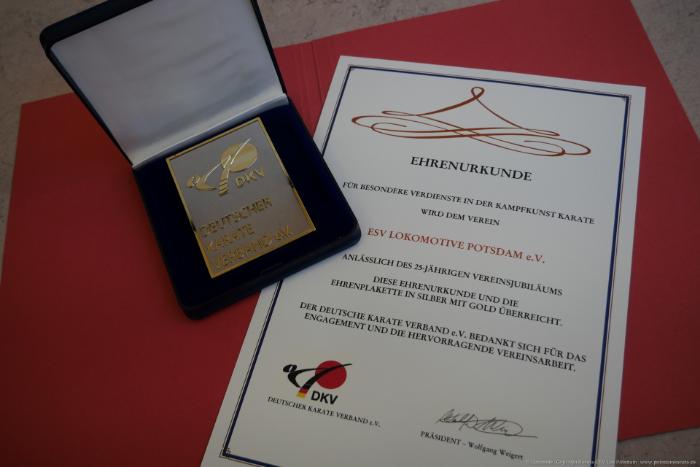 DKV
DEUTSCHER
KARATE
VERBAND e.V.
EHRENURKUNDE
FÜR BESONDERE VERDIENSTE IN DER KAMPFKUNST KARATE
WIRD DEM VEREIN
ESV LOKOMOTIVE POTSDAM e.V.
ANLÄSSLICH DES 25-JÄHRIGEN VEREINSJUBILÄUMS
DIESE EHRENURKUNDE UND DIE
EHRENPLAKETTE IN SILBER MIT GOLD ÜBERREICHT.
DER DEUTSCHE KARATE VERBAND e.V. BEDANKT SICH FÜR DAS
ENGAGEMENT UND DIE HERVORRAGENDE VEREINSARBEIT.
DKV
DEUTSCHER KARATE VERBAND e.V.
PRÄSIDENT – Wolfgang Weigert